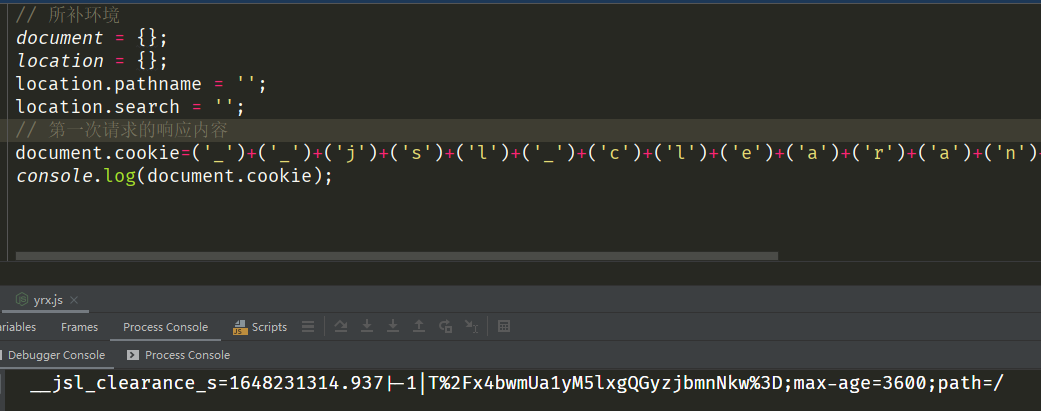 // 所补环境
document = {};
location = {};
location.pathname = '';
location.search = '';
// 第一次请求的响应内容
document.cookie=('_')+('_')+('j')+('s')+('l')+('_')+('c')+('l')+('e')+('a')+('r')+('a')+('n')
console.log(document.cookie);
yrx.js ×
ariables Frames Process Console Scripts
Debugger Console Process Console
__jsl_clearance_s=1648231314.937|-1|T%2Fx4bwmUa1yM5lxgQGyzjbmnNkw%3D;max-age=3600;path=/